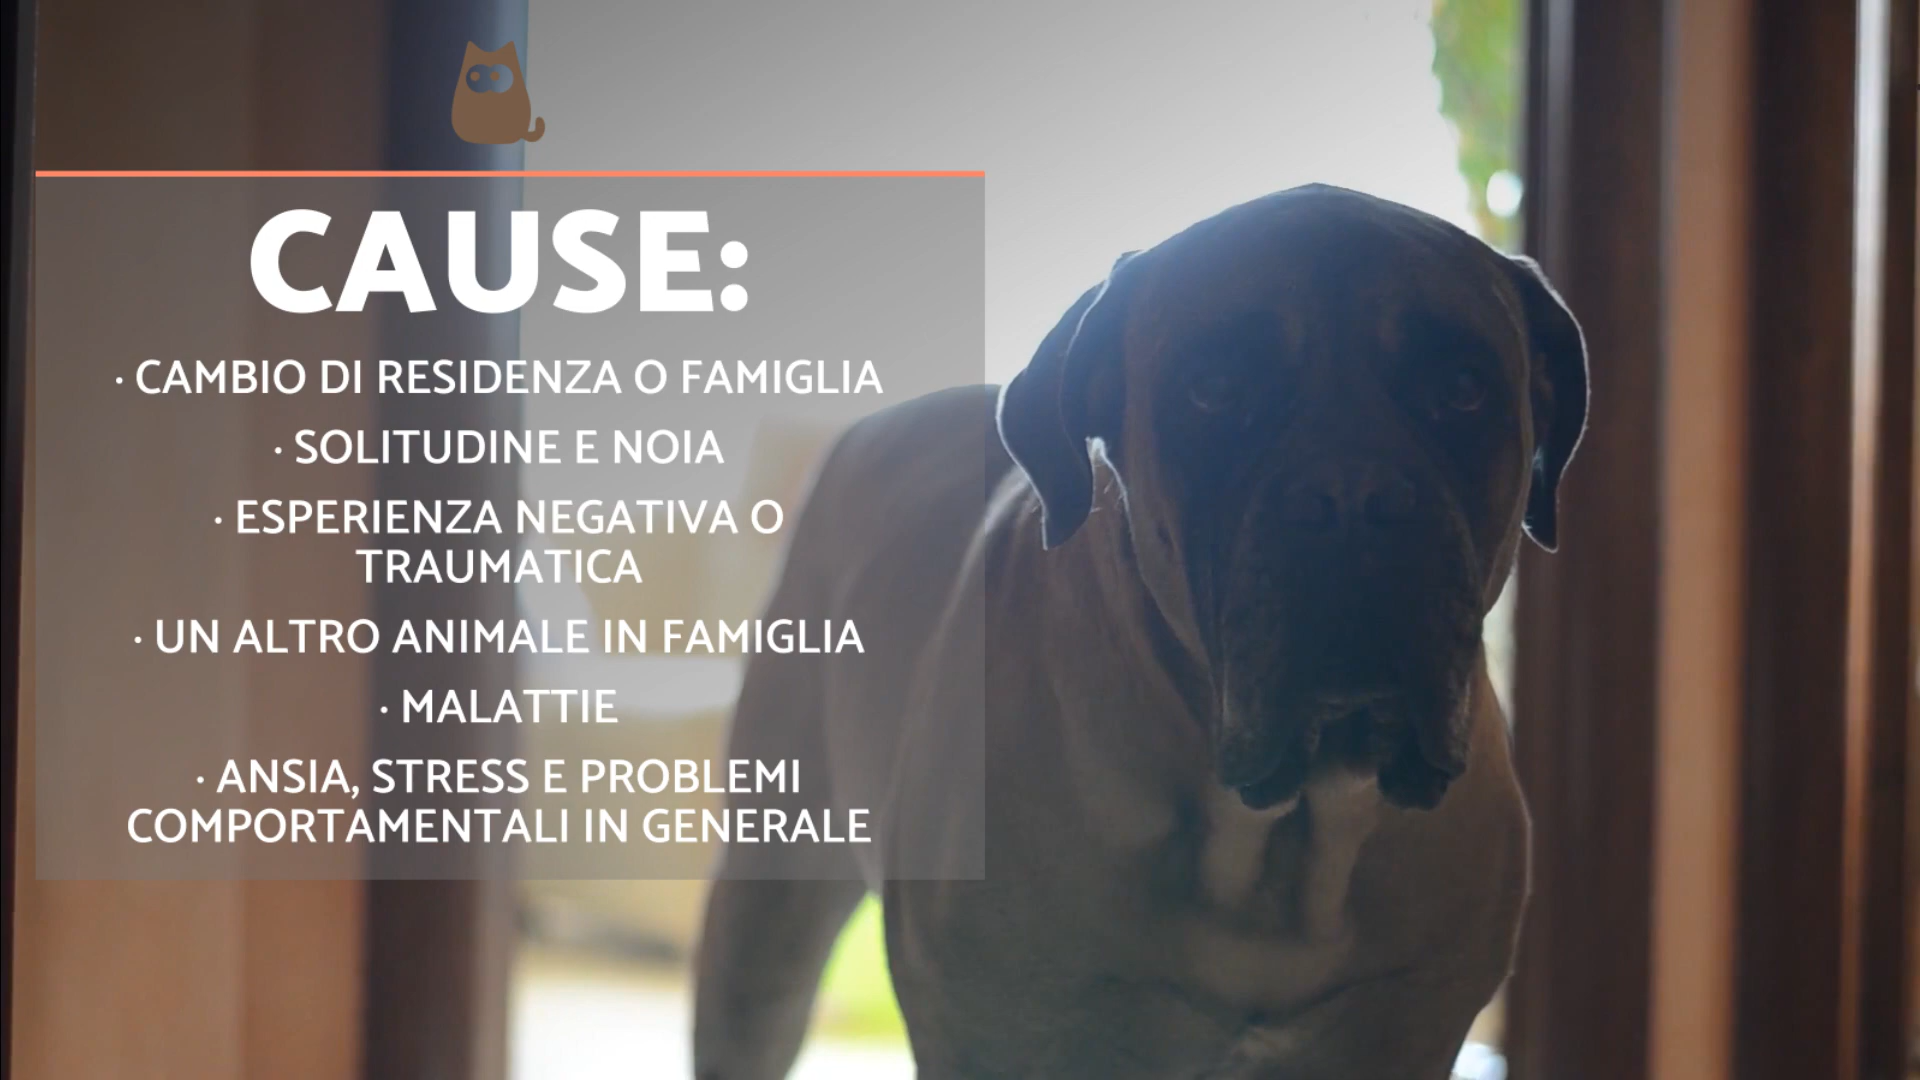 CAUSE:
· CAMBIO DI RESIDENZA O FAMIGLIA
· SOLITUDINE E NOIA
· ESPERIENZA NEGATIVA O
TRAUMATICA
· UN ALTRO ANIMALE IN FAMIGLIA
· MALATTIE
· ANSIA, STRESS E PROBLEMI
COMPORTAMENTALI IN GENERALE